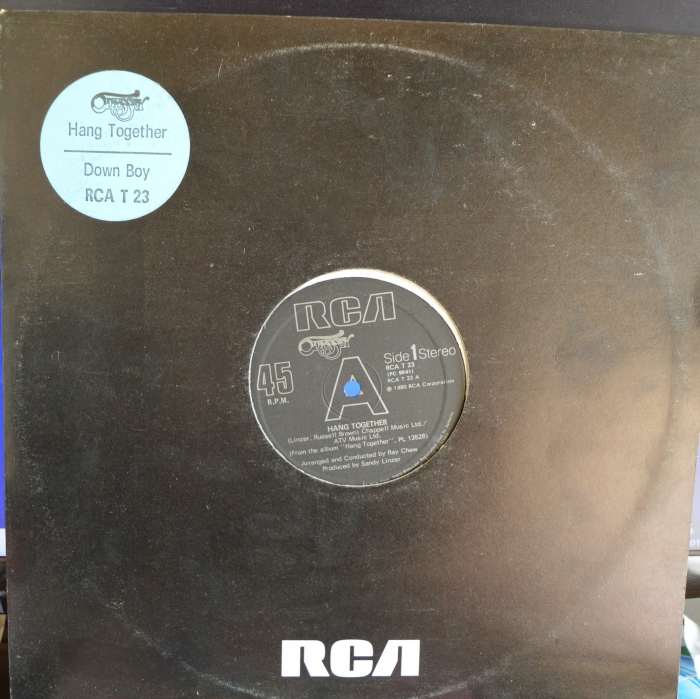 Odyssey
Hang Together
Down Boy
RCA T 23
RCA
Odyssey
45
R.P.M.
A
Side 1 Stereo
RCA T 23
(PC 9641)
RCA T 23 A
℗ 1980 RCA Corporation
HANG TOGETHER
(Linzer, Russell Brown) Chappell Music Ltd./
ATV Music Ltd.
(From the album "Hang Together", PL 13526)
Arranged and Conducted by Ray Chew
Produced by Sandy Linzer
RCA